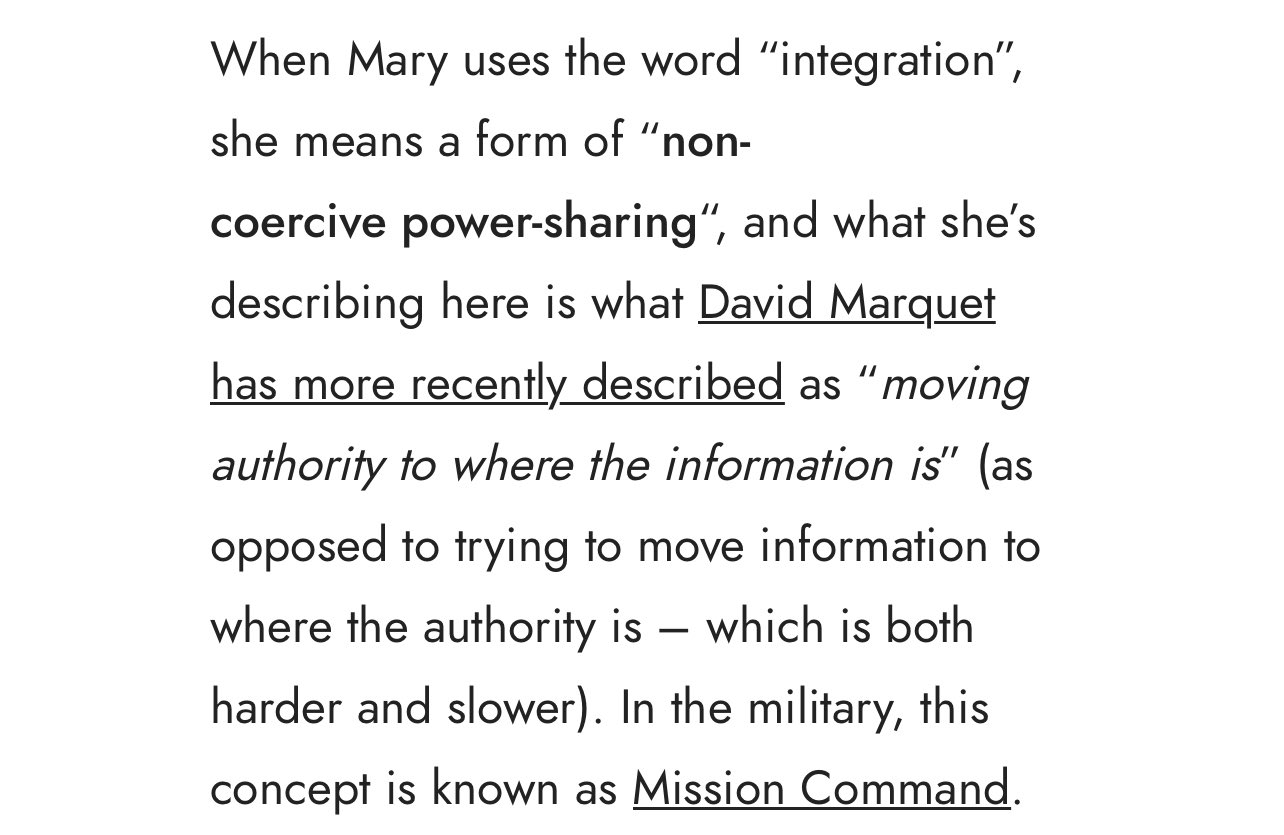 When Mary uses the word “integration”,
she means a form of “non-
coercive power-sharing“, and what she’s
describing here is what David Marquet
has more recently described as “moving
authority to where the information is” (as
opposed to trying to move information to
where the authority is – which is both
harder and slower). In the military, this
concept is known as Mission Command.